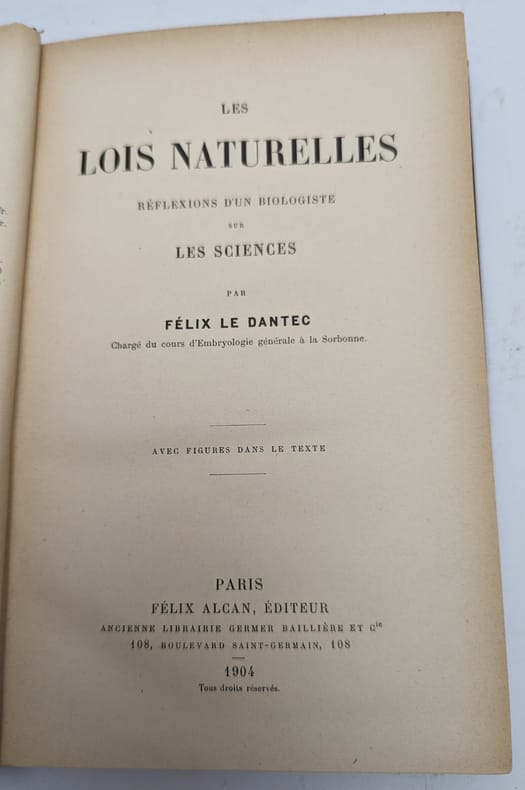 LES
LOIS NATURELLES
RÉFLEXIONS D'UN BIOLOGISTE
SUR
LES SCIENCES
PAR
FÉLIX LE DANTEC
Chargé du cours d'Embryologie générale à la Sorbonne.
AVEC FIGURES DANS LE TEXTE
PARIS
FÉLIX ALCAN, ÉDITEUR
ANCIENNE LIBRAIRIE GERMER BAILLIÈRE ET Cie
108, BOULEVARD SAINT-GERMAIN, 108
1904
Tous droits réservés.